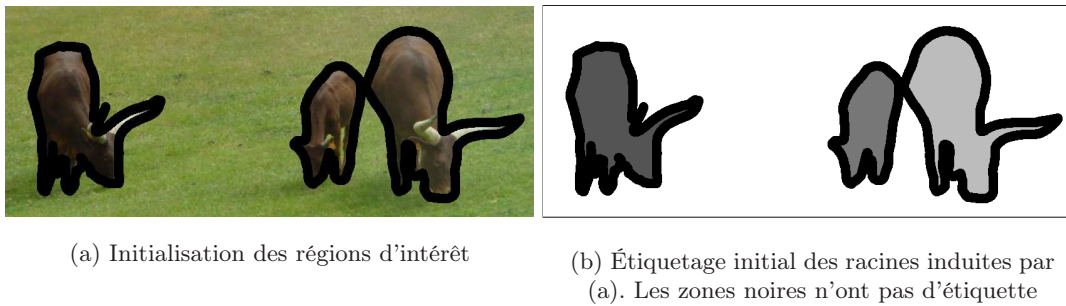 (a) Initialisation des régions d'intérêt
(b) Étiquetage initial des racines induites par
(a). Les zones noires n'ont pas d'étiquette